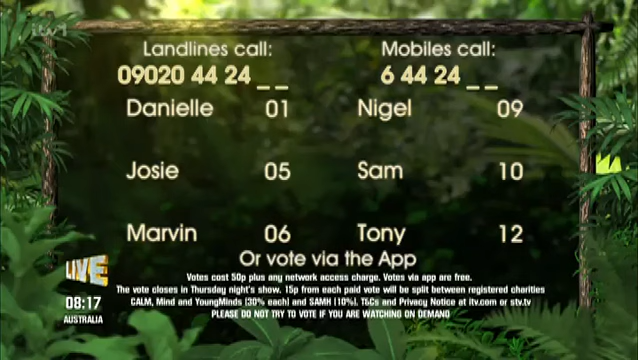 itv1
Landlines call: Mobiles call:
09020 44 24 _ _ 6 44 24 _ _
Danielle 01 Nigel 09
Josie 05 Sam 10
Marvin 06 Tony 12
Or vote via the App
Votes cost 50p plus any network access charge. Votes via app are free.
The vote closes in Thursday night's show. 15p from each paid vote will be split between registered charities
CALM, Mind and YoungMinds (30% each) and SAMH (10%). T&Cs and Privacy Notice at itv.com or stv.tv
PLEASE DO NOT TRY TO VOTE IF YOU ARE WATCHING ON DEMAND
LIVE
08:17
AUSTRALIA